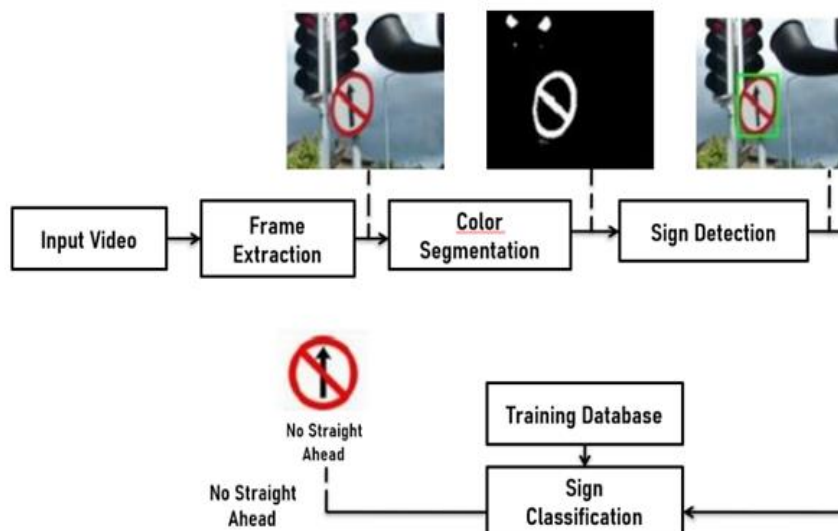 Input Video
Frame
Extraction
Color
Segmentation
Sign Detection
No Straight
Ahead
Training Database
No Straight
Ahead
Sign
Classification